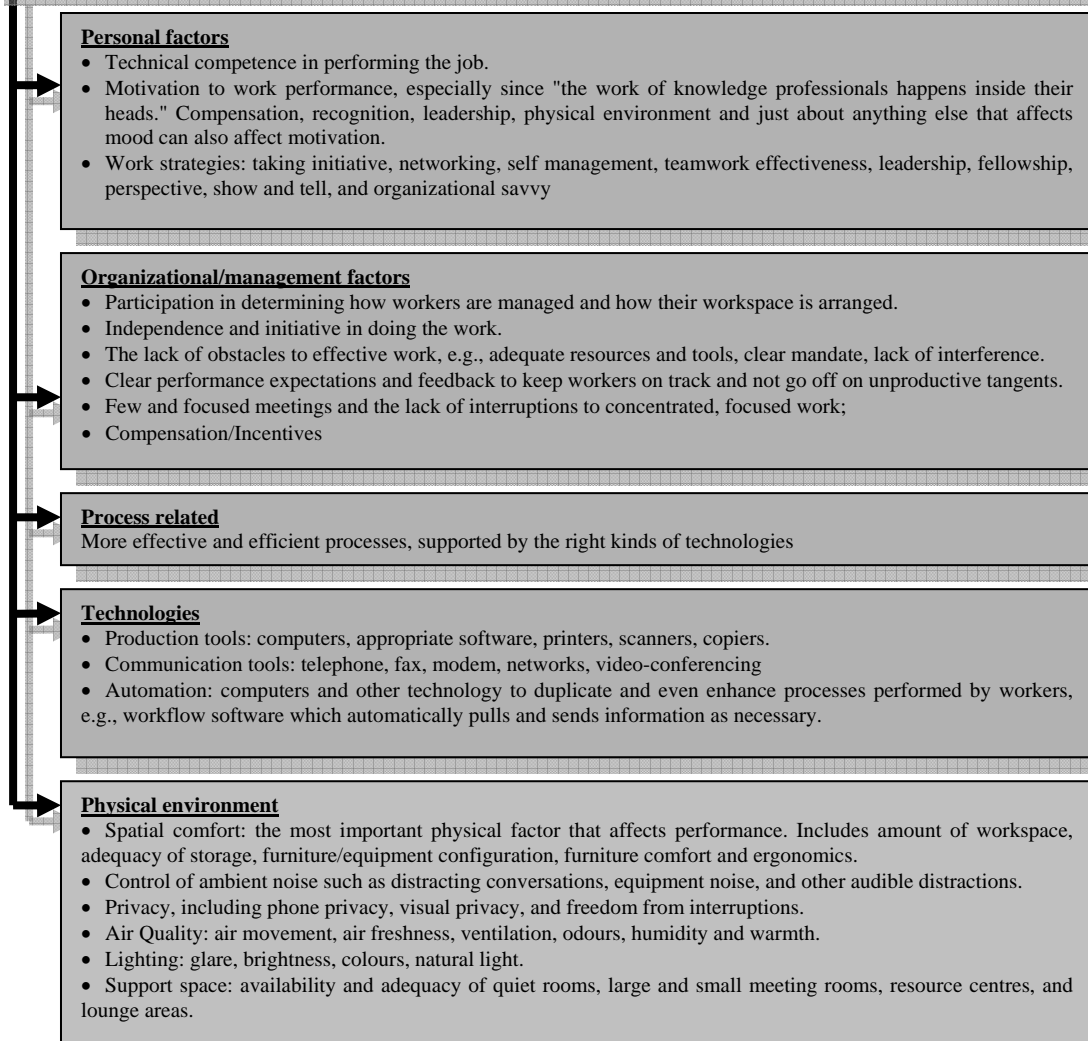 Personal factors
• Technical competence in performing the job.
• Motivation to work performance, especially since "the work of knowledge professionals happens inside their
heads." Compensation, recognition, leadership, physical environment and just about anything else that affects
mood can also affect motivation.
• Work strategies: taking initiative, networking, self management, teamwork effectiveness, leadership, fellowship,
perspective, show and tell, and organizational savvy
Organizational/management factors
• Participation in determining how workers are managed and how their workspace is arranged.
• Independence and initiative in doing the work.
• The lack of obstacles to effective work, e.g., adequate resources and tools, clear mandate, lack of interference.
• Clear performance expectations and feedback to keep workers on track and not go off on unproductive tangents.
• Few and focused meetings and the lack of interruptions to concentrated, focused work;
• Compensation/Incentives
Process related
More effective and efficient processes, supported by the right kinds of technologies
Technologies
• Production tools: computers, appropriate software, printers, scanners, copiers.
• Communication tools: telephone, fax, modem, networks, video-conferencing
• Automation: computers and other technology to duplicate and even enhance processes performed by workers,
e.g., workflow software which automatically pulls and sends information as necessary.
Physical environment
• Spatial comfort: the most important physical factor that affects performance. Includes amount of workspace,
adequacy of storage, furniture/equipment configuration, furniture comfort and ergonomics.
• Control of ambient noise such as distracting conversations, equipment noise, and other audible distractions.
• Privacy, including phone privacy, visual privacy, and freedom from interruptions.
• Air Quality: air movement, air freshness, ventilation, odours, humidity and warmth.
• Lighting: glare, brightness, colours, natural light.
• Support space: availability and adequacy of quiet rooms, large and small meeting rooms, resource centres, and
lounge areas.